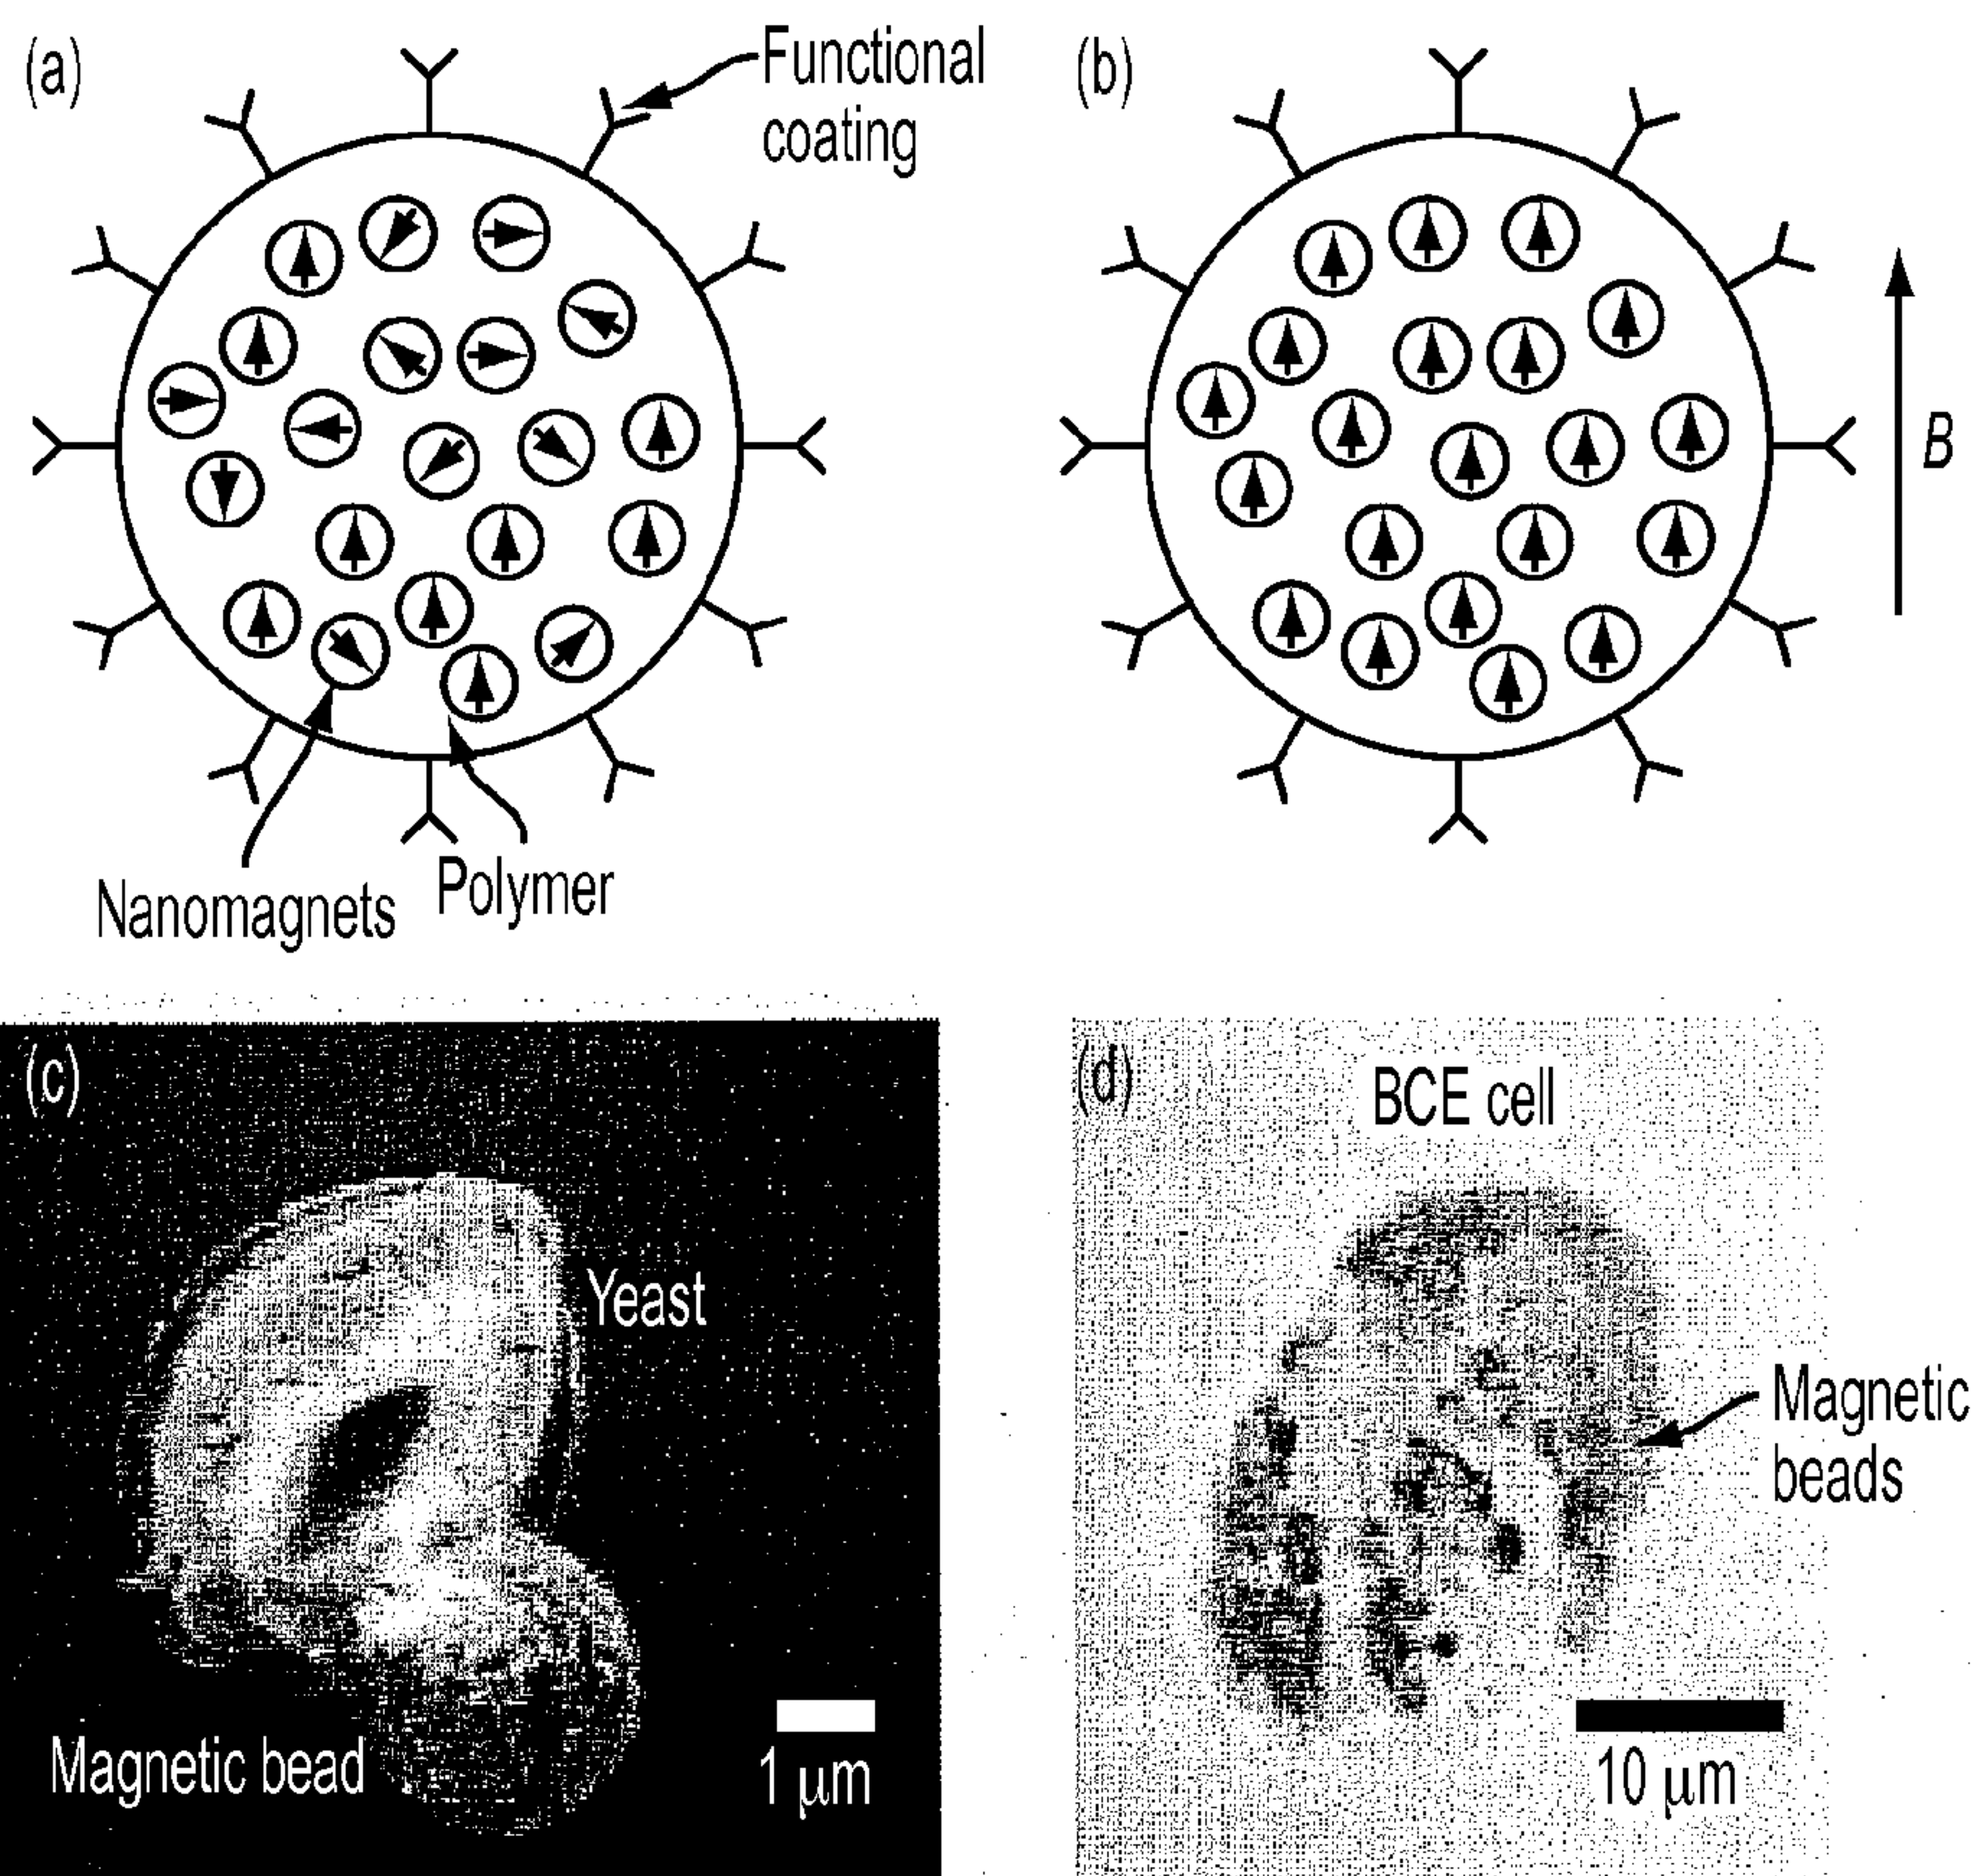 (a)
Functional
coating
Nanomagnets
Polymer
(b)
B
(c)
Yeast
Magnetic bead
1 μm
(d)
BCE cell
Magnetic
beads
10 μm